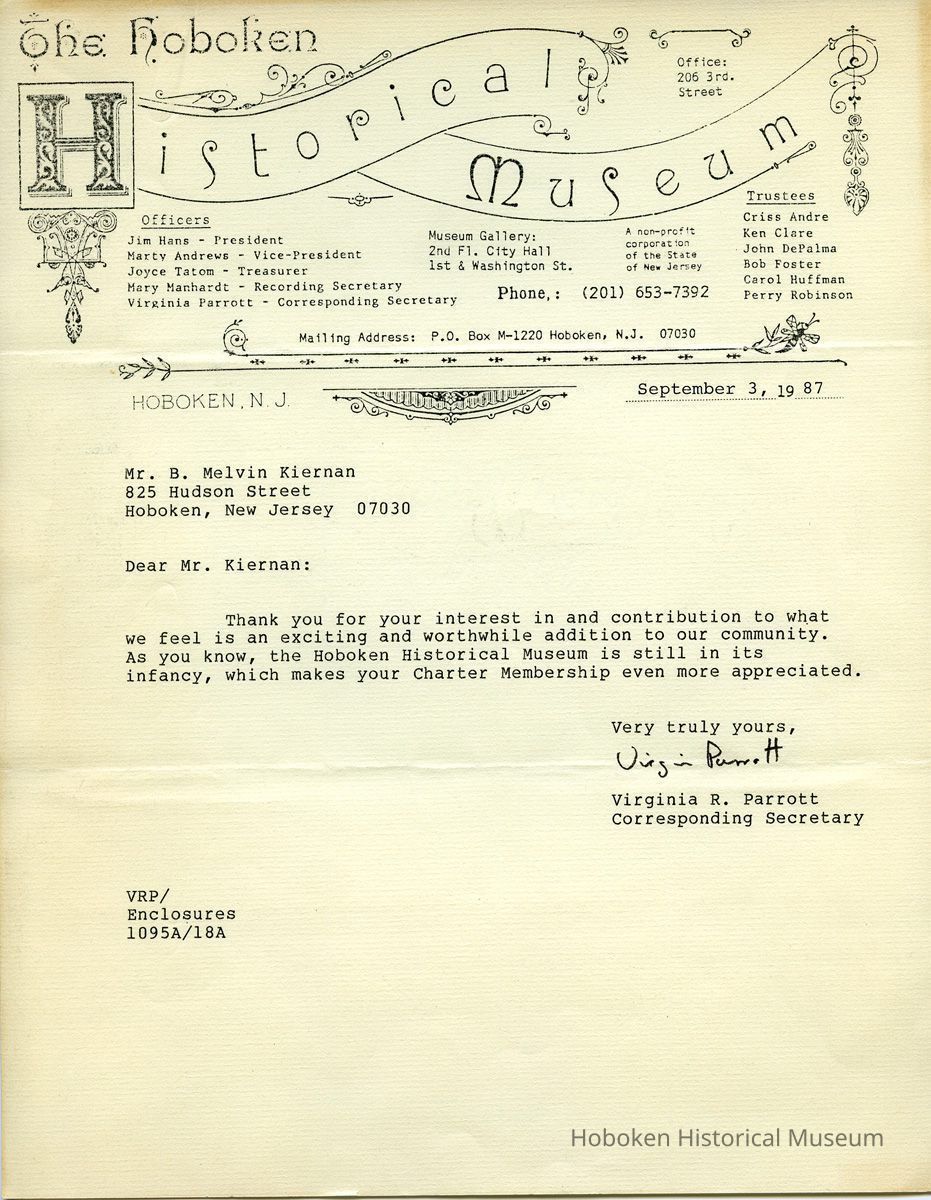 The Hoboken
Historical
Museum
Office:
206 3rd.
Street
Officers
Jim Hans - President
Marty Andrews - Vice-President
Joyce Tatom - Treasurer
Mary Manhardt - Recording Secretary
Virginia Parrott - Corresponding Secretary
Museum Gallery:
2nd Fl. City Hall
1st & Washington St.
A non-profit
corporation
of the State
of New Jersey
Phone,: (201) 653-7392
Trustees
Criss Andre
Ken Clare
John DePalma
Bob Foster
Carol Huffman
Perry Robinson
Mailing Address: P.O. Box M-1220 Hoboken, N.J. 07030
HOBOKEN, N. J.
September 3, 19 87
Mr. B. Melvin Kiernan
825 Hudson Street
Hoboken, New Jersey 07030
Dear Mr. Kiernan:
Thank you for your interest in and contribution to what
we feel is an exciting and worthwhile addition to our community.
As you know, the Hoboken Historical Museum is still in its
infancy, which makes your Charter Membership even more appreciated.
Very truly yours,
Virgin Parrott
Virginia R. Parrott
Corresponding Secretary
VRP/
Enclosures
1095A/18A
Hoboken Historical Museum